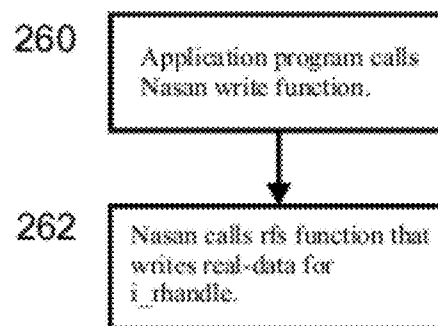 260
Application program calls
Nasan write function.
262
Nasan calls rfs function that
writes real-data for
i_rhandle.